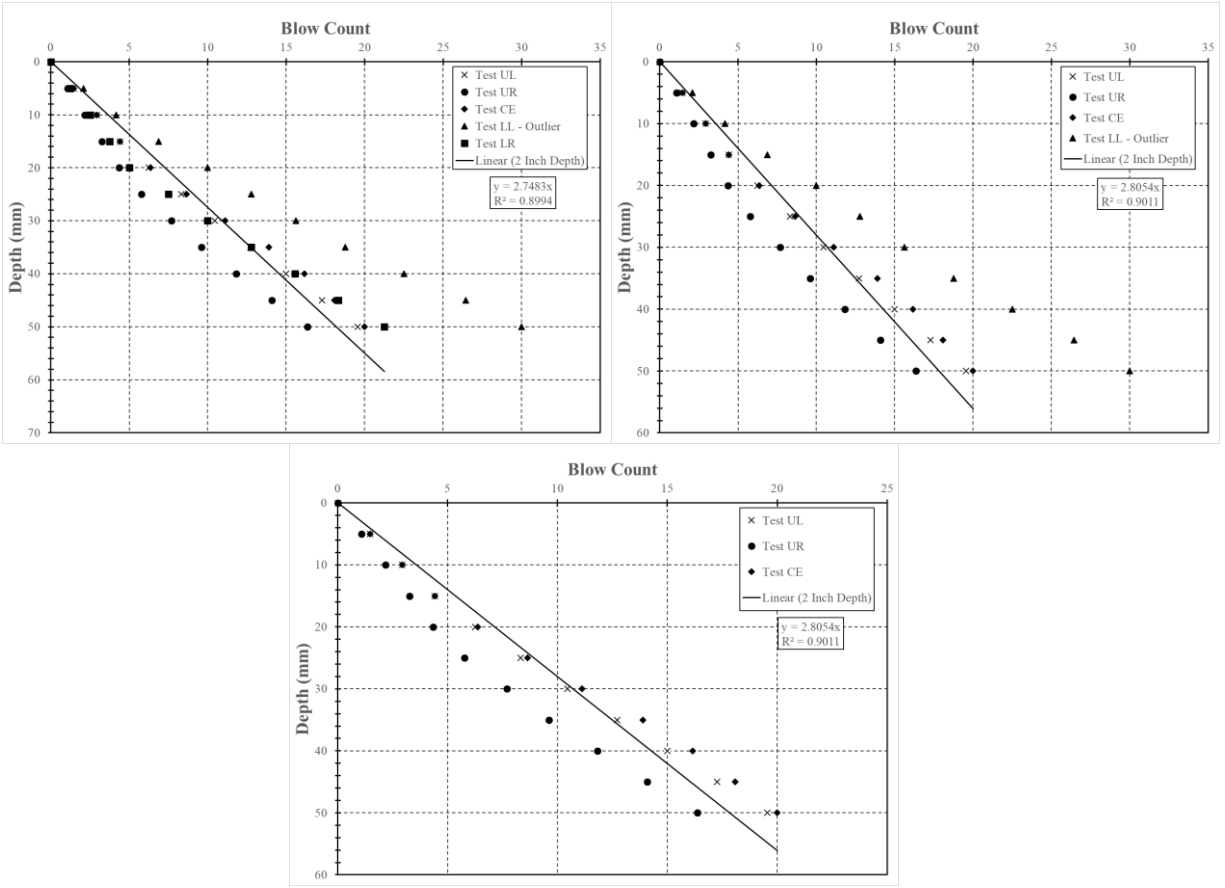 Blow Count
0 5 10 15 20 25 30 35
0
10
20
30
40
50
60
70
Depth (mm)
Test UL
Test UR
Test CE
Test LL - Outlier
Test LR
Linear (2 Inch Depth)
y = 2.7483x
R² = 0.8994
Blow Count
0 5 10 15 20 25 30 35
0
10
20
30
40
50
60
Depth (mm)
Test UL
Test UR
Test CE
Test LL - Outlier
Linear (2 Inch Depth)
y = 2.8054x
R² = 0.9011
Blow Count
0 5 10 15 20 25
0
10
20
30
40
50
60
Depth (mm)
Test UL
Test UR
Test CE
Linear (2 Inch Depth)
y = 2.8054x
R² = 0.9011